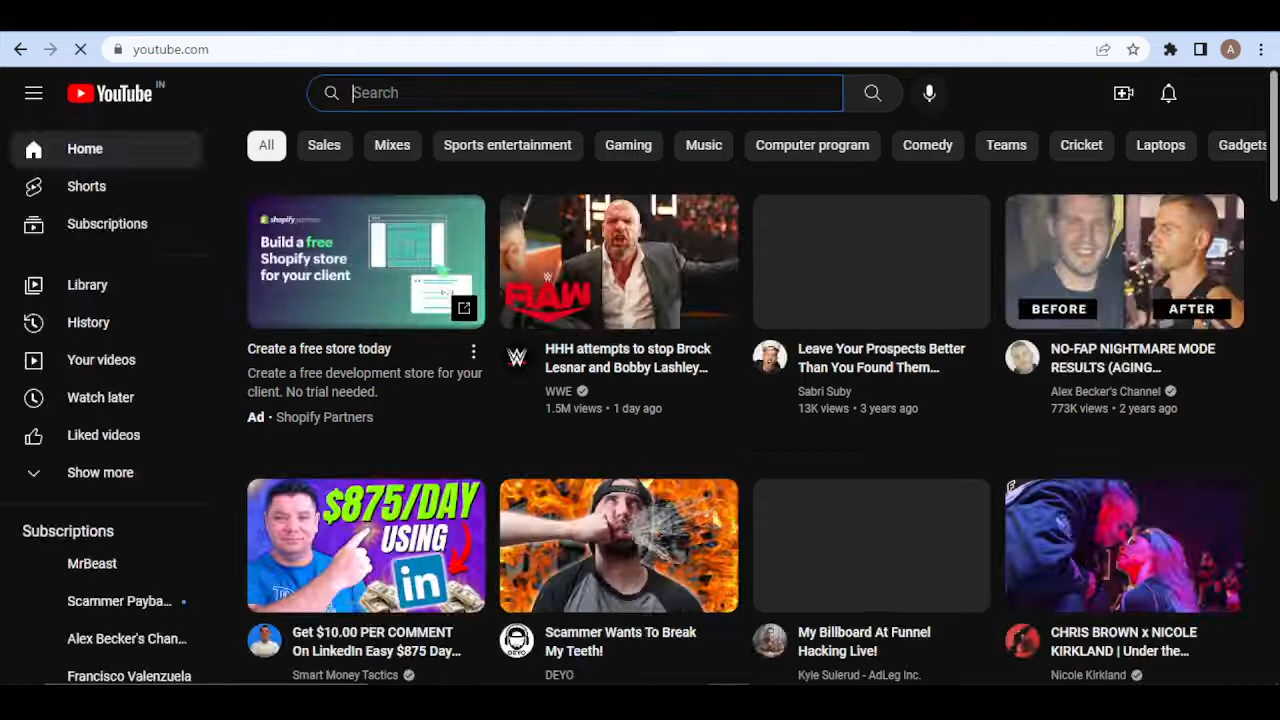 youtube.com
A
YouTube IN
Search
Home
Shorts
Subscriptions
Library
History
Your videos
Watch later
Liked videos
Show more
Subscriptions
MrBeast
Scammer Payba...
Alex Becker's Chan...
Francisco Valenzuela
All
Sales
Mixes
Sports entertainment
Gaming
Music
Computer program
Comedy
Teams
Cricket
Laptops
Gadgets
shopify partners
Build a free
Shopify store
for your client
Create a free store today
Create a free development store for your
client. No trial needed.
Ad · Shopify Partners
RAW
HHH attempts to stop Brock
Lesnar and Bobby Lashley...
WWE
1.5M views · 1 day ago
Leave Your Prospects Better
Than You Found Them...
Sabri Suby
13K views · 3 years ago
BEFORE
AFTER
NO-FAP NIGHTMARE MODE
RESULTS (AGING...
Alex Becker's Channel
773K views · 2 years ago
$875/DAY
USING
in
Get $10.00 PER COMMENT
On LinkedIn Easy $875 Day...
Smart Money Tactics
DEYO
Scammer Wants To Break
My Teeth!
DEYO
My Billboard At Funnel
Hacking Live!
Kyle Sulerud - AdLeg Inc.
CHRIS BROWN x NICOLE
KIRKLAND | Under the...
Nicole Kirkland